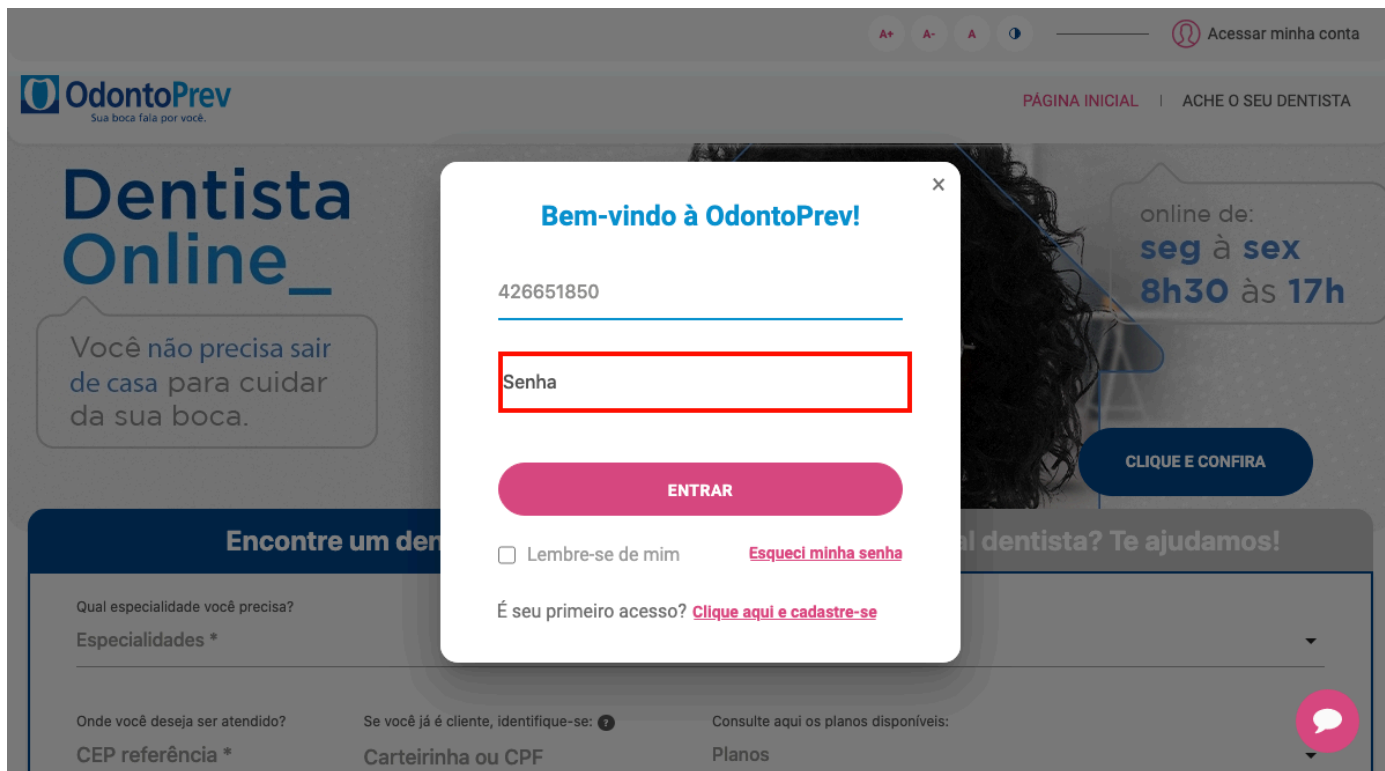 A+ A- A Acessar minha conta
OdontoPrev
Sua boca fala por você.
PÁGINA INICIAL | ACHE O SEU DENTISTA
Dentista
Online_
Você não precisa sair
de casa para cuidar
da sua boca.
online de:
seg à sex
8h30 às 17h
CLIQUE E CONFIRA
×
Bem-vindo à OdontoPrev!
426651850
Senha
ENTRAR
Lembre-se de mim Esqueci minha senha
É seu primeiro acesso? Clique aqui e cadastre-se
Encontre um den
al dentista? Te ajudamos!
Qual especialidade você precisa?
Especialidades *
Onde você deseja ser atendido? Se você já é cliente, identifique-se: ? Consulte aqui os planos disponíveis:
CEP referência * Carteirinha ou CPF Planos